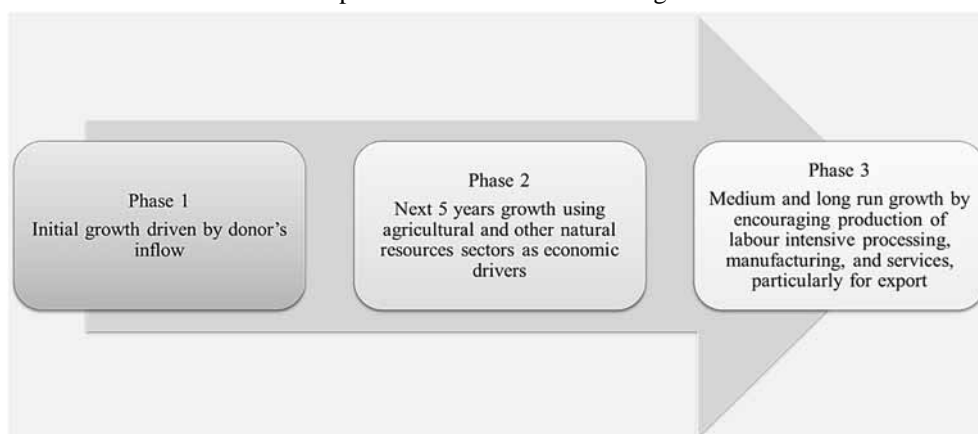 Phase 1
Initial growth driven by donor's
inflow
Phase 2
Next 5 years growth using
agricultural and other natural
resources sectors as economic
drivers
Phase 3
Medium and long run growth by
encouraging production of
labour intensive processing,
manufacturing, and services,
particularly for export